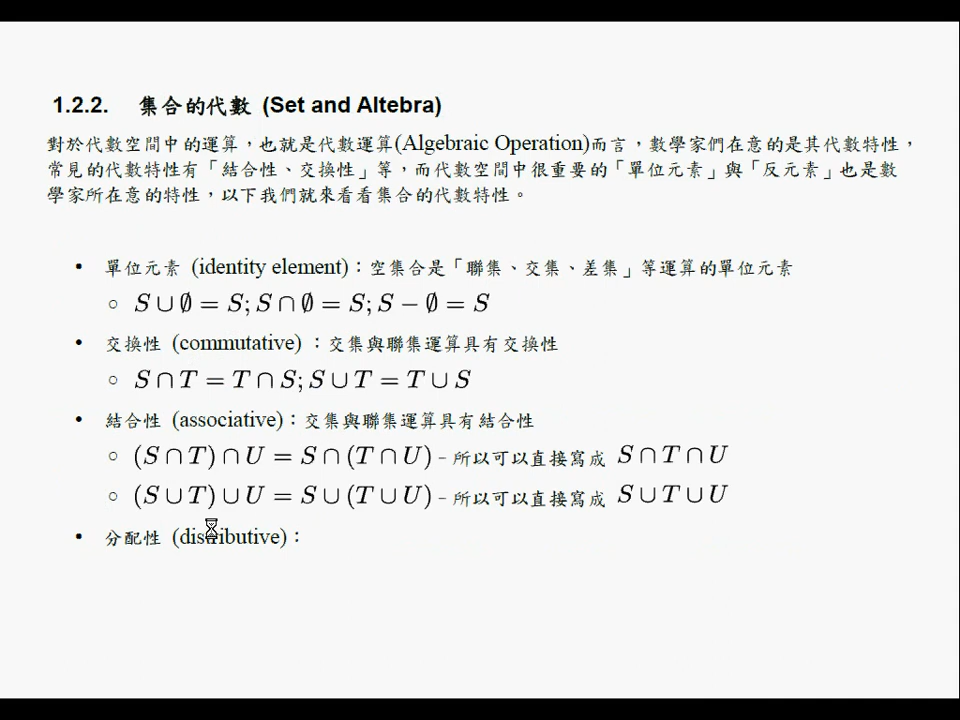 1.2.2. 集合的代數 (Set and Altebra)
對於代數空間中的運算，也就是代數運算(Algebraic Operation)而言，數學家們在意的是其代數特性，
常見的代數特性有「結合性、交換性」等，而代數空間中很重要的「單位元素」與「反元素」也是數
學家所在意的特性，以下我們就來看看集合的代數特性。
• 單位元素 (identity element)：空集合是「聯集、交集、差集」等運算的單位元素
○ S ∪ ∅ = S; S ∩ ∅ = S; S − ∅ = S
• 交換性 (commutative) ：交集與聯集運算具有交換性
○ S ∩ T = T ∩ S; S ∪ T = T ∪ S
• 結合性 (associative)：交集與聯集運算具有結合性
○ (S ∩ T) ∩ U = S ∩ (T ∩ U) - 所以可以直接寫成 S ∩ T ∩ U
○ (S ∪ T) ∪ U = S ∪ (T ∪ U) - 所以可以直接寫成 S ∪ T ∪ U
• 分配性 (distributive)：